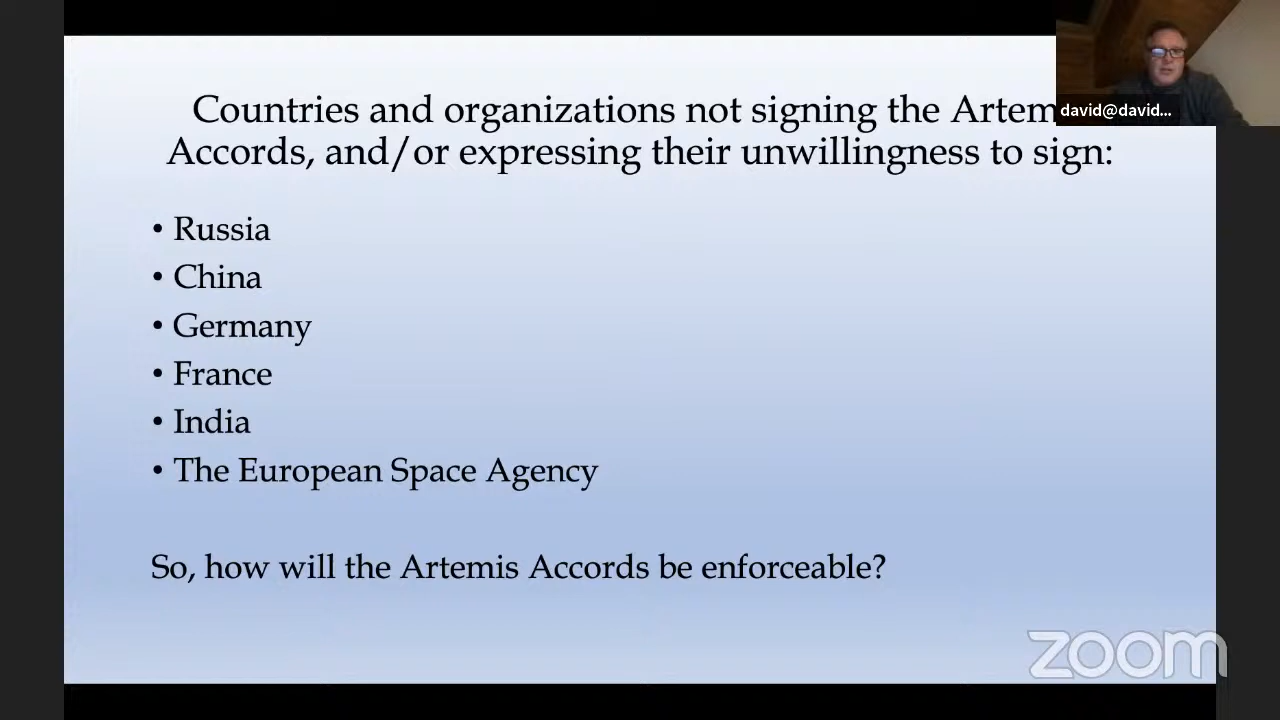 Countries and organizations not signing the Artem
Accords, and/or expressing their unwillingness to sign:
david@david...
• Russia
• China
• Germany
• France
• India
• The European Space Agency
So, how will the Artemis Accords be enforceable?
zoom